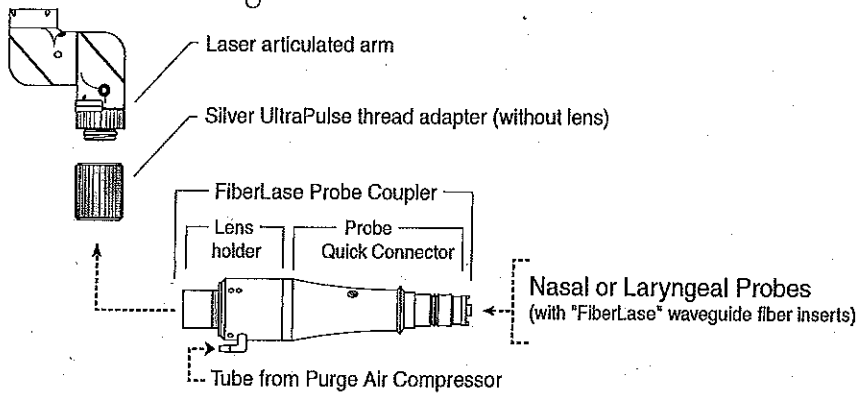 Laser articulated arm
Silver UltraPulse thread adapter (without lens)
FiberLase Probe Coupler
Lens
holder
Probe
Quick Connector
Nasal or Laryngeal Probes
(with "FiberLase" waveguide fiber inserts)
Tube from Purge Air Compressor